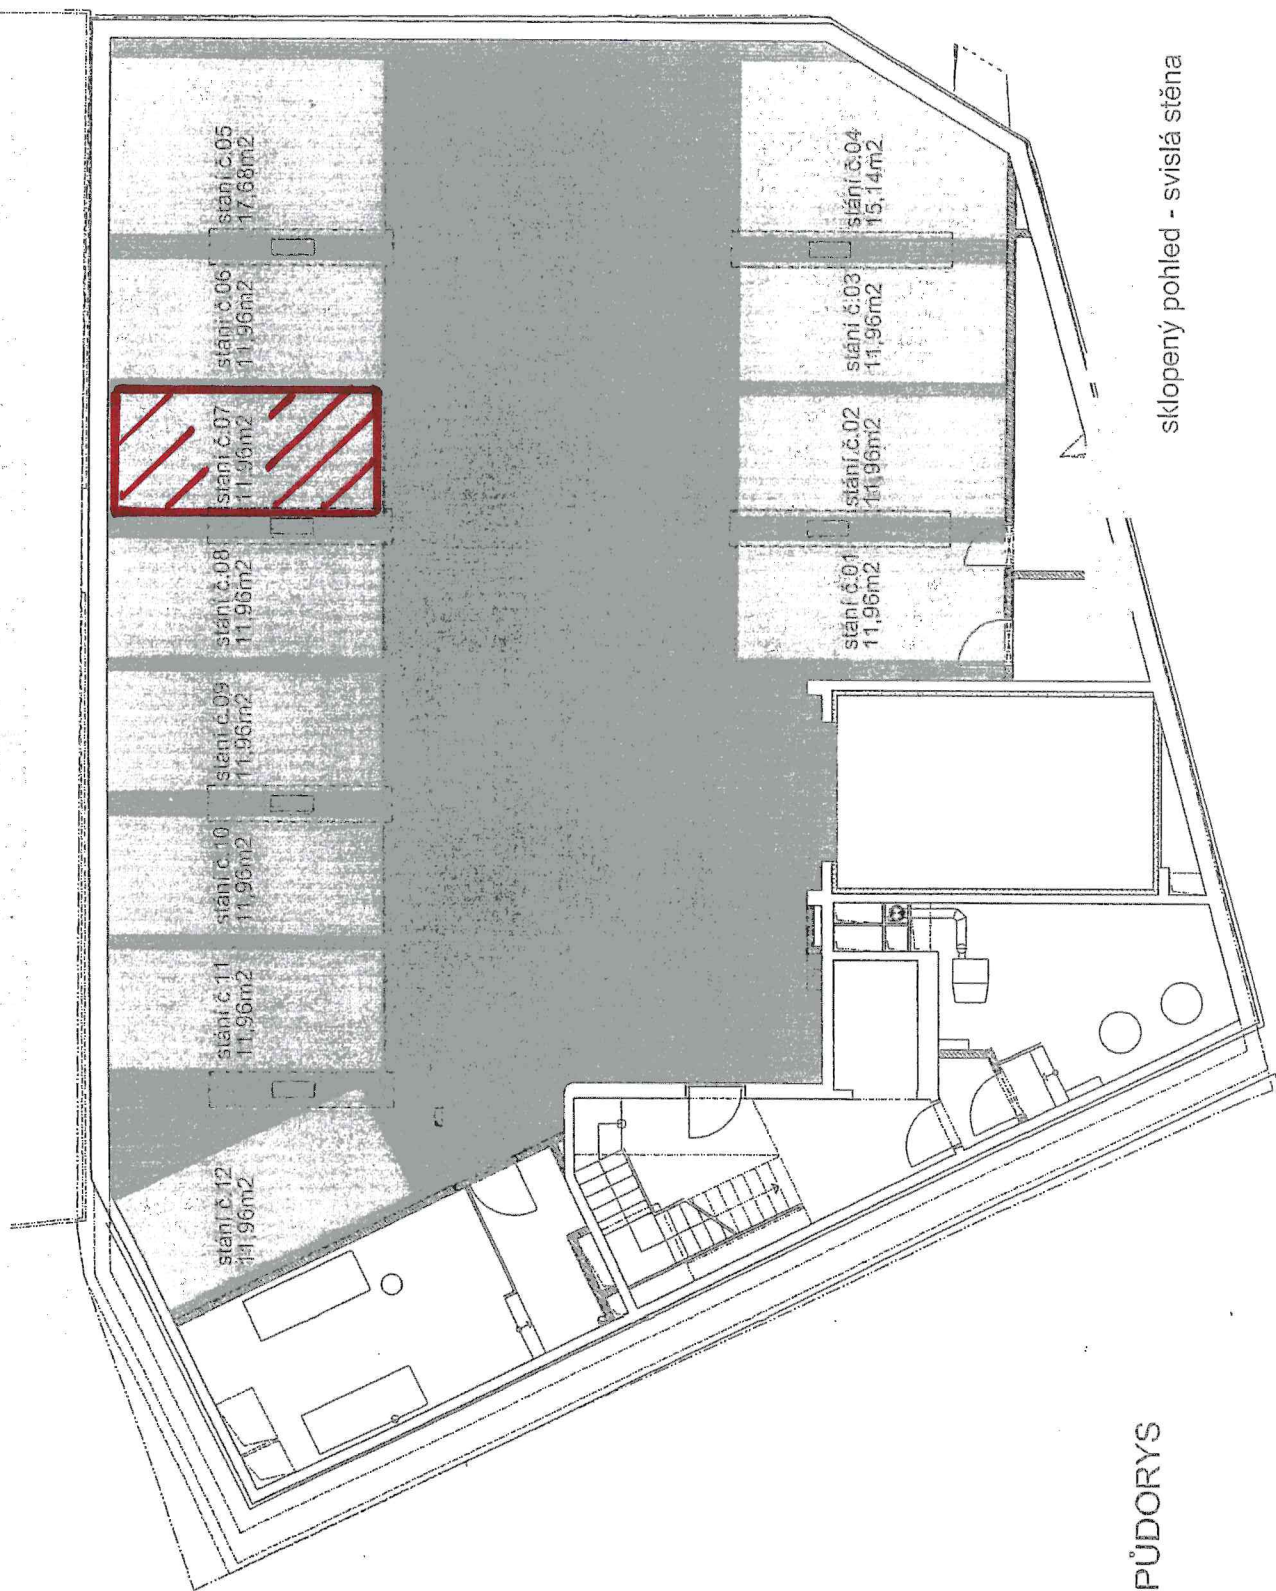 stání č.05
17,68m2
stání č.06
11,96m2
stání č.07
11,96m2
stání č.08
11,96m2
stání č.09
11,96m2
stání č.10
11,96m2
stání č.11
11,96m2
stání č.12
11,96m2
stání č.04
15,14m2
stání č.03
11,96m2
stání č.02
11,96m2
stání č.01
11,96m2
sklopený pohled - svislá stěna
PŮDORYS